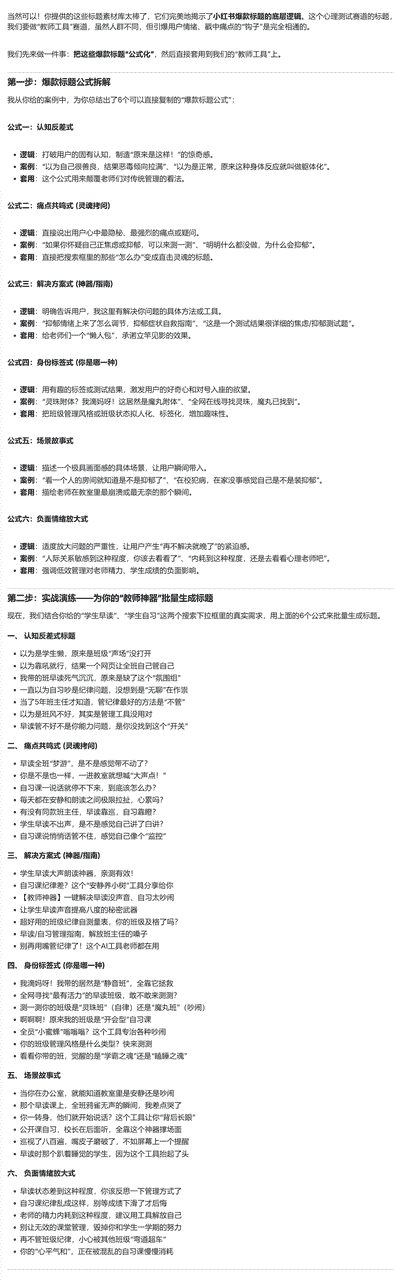 当然可以！你提供的这些标题素材库太棒了，它们完美地揭示了小红书爆款标题的底层逻辑。这个心理测试赛道的标题，
我们要做“教师工具”赛道，虽然人群不同，但引爆用户情绪、戳中痛点的“钩子”是完全相通的。
我们先来做一件事：把这些爆款标题“公式化”，然后直接套用到我们的“教师工具”上。
第一步：爆款标题公式拆解
我从你给的案例中，为你总结出了6个可以直接复制的“爆款标题公式”：
公式一：认知反差式
• 逻辑：打破用户的固有认知，制造“原来是这样！”的惊奇感。
• 案例：“以为自己很善良，结果恶毒倾向拉满”、“以为是正常，原来这种身体反应就叫做躯体化”。
• 套用：这个公式用来颠覆老师们对传统管理的看法。
公式二：痛点共鸣式 (灵魂拷问)
• 逻辑：直接说出用户心中最隐秘、最强烈的痛点或疑问。
• 案例：“如果你怀疑自己正焦虑或抑郁，可以来测一测”、“明明什么都没做，为什么会抑郁”。
• 套用：直接把搜索框里的那些“怎么办”变成直击灵魂的标题。
公式三：解决方案式 (神器/指南)
• 逻辑：明确告诉用户，我这里有解决你问题的具体方法或工具。
• 案例：“抑郁情绪上来了怎么调节，抑郁症状自救指南”、“这是一个测试结果很详细的焦虑/抑郁测试题”。
• 套用：给老师们一个“懒人包”，承诺立竿见影的效果。
公式四：身份标签式 (你是哪一种)
• 逻辑：用有趣的标签或测试结果，激发用户的好奇心和对号入座的欲望。
• 案例：“灵珠附体？我滴妈呀！这居然是魔丸附体”、“全网在线寻找灵珠，魔丸已找到”。
• 套用：把班级管理风格或班级状态拟人化、标签化，增加趣味性。
公式五：场景故事式
• 逻辑：描述一个极具画面感的具体场景，让用户瞬间带入。
• 案例：“看一个人的房间就知道是不是抑郁了”、“在校犯病，在家没事感觉自己是不是装抑郁”。
• 套用：描绘老师在教室里最崩溃或最无奈的那个瞬间。
公式六：负面情绪放大式
• 逻辑：适度放大问题的严重性，让用户产生“再不解决就晚了”的紧迫感。
• 案例：“人际关系敏感到这种程度，你该去看看了”、“内耗到这种程度，还是去看看心理老师吧”。
• 套用：强调低效管理对老师精力、学生成绩的负面影响。
第二步：实战演练——为你的“教师神器”批量生成标题
现在，我们结合你给的“学生早读”、“学生自习”这两个搜索下拉框里的真实需求，用上面的6个公式来批量生成标题。
一、 认知反差式标题
• 以为是学生懒，原来是班级“声场”没打开
• 以为靠吼就行，结果一个网页让全班自己管自己
• 我带的班早读死气沉沉，原来是缺了这个“氛围组”
• 一直以为自习吵是纪律问题，没想到是“无聊”在作祟
• 当了5年班主任才知道，管纪律最好的方法是“不管”
• 以为是班风不好，其实是管理工具没用对
• 早读管不好不是你能力问题，是你没找到这个“开关”
二、 痛点共鸣式 (灵魂拷问)
• 早读全班“梦游”，是不是感觉带不动了？
• 你是不是也一样，一进教室就想喊“大声点！”
• 自习课一说话就停不下来，到底该怎么办？
• 每天都在安静和朗读之间极限拉扯，心累吗？
• 有没有同款班主任，早读靠巡，自习靠瞪？
• 学生早读不出声，是不是感觉自己讲了白讲？
• 自习课说悄悄话管不住，感觉自己像个“监控”
三、 解决方案式 (神器/指南)
• 学生早读大声朗读神器，亲测有效！
• 自习课纪律差？这个“安静养小树”工具分享给你
• 【教师神器】一键解决早读没声音，自习太吵闹
• 让学生早读声音提高八度的秘密武器
• 超好用的班级纪律自测量表，你的班级及格了吗？
• 早读/自习管理指南，解放班主任的嗓子
• 别再用嘴管纪律了！这个AI工具老师都在用
四、 身份标签式 (你是哪一种)
• 我滴妈呀！我带的居然是“静音班”，全靠它拯救
• 全网寻找“最有活力”的早读班级，敢不敢来测测？
• 测一测你的班级是“灵珠班”（自律）还是“魔丸班”（吵闹）
• 啊啊啊！原来我的班级是“开会型”自习课
• 全员“小蜜蜂”嗡嗡嗡？这个工具专治各种吵闹
• 你的班级管理风格是什么类型？快来测测
• 看看你带的班，觉醒的是“学霸之魂”还是“瞌睡之魂”
五、 场景故事式
• 当你在办公室，就能知道教室里是安静还是吵闹
• 那个早读课上，全班鸦雀无声的瞬间，我差点哭了
• 你一转身，他们就开始说话？这个工具让你“背后长眼”
• 公开课自习，校长在后面听，全靠这个神器撑场面
• 巡视了八百遍，嘴皮子磨破了，不如屏幕上一个提醒
• 早读时那个趴着睡觉的学生，因为这个工具抬起了头
六、 负面情绪放大式
• 早读状态差到这种程度，你该反思一下管理方式了
• 自习课纪律乱成这样，别等成绩下滑了才后悔
• 老师的精力内耗到这种程度，建议用工具解放自己
• 别让无效的课堂管理，毁掉你和学生一学期的努力
• 再不管班级纪律，小心被其他班级“弯道超车”
• 你的“心平气和”，正在被混乱的自习课慢慢消耗